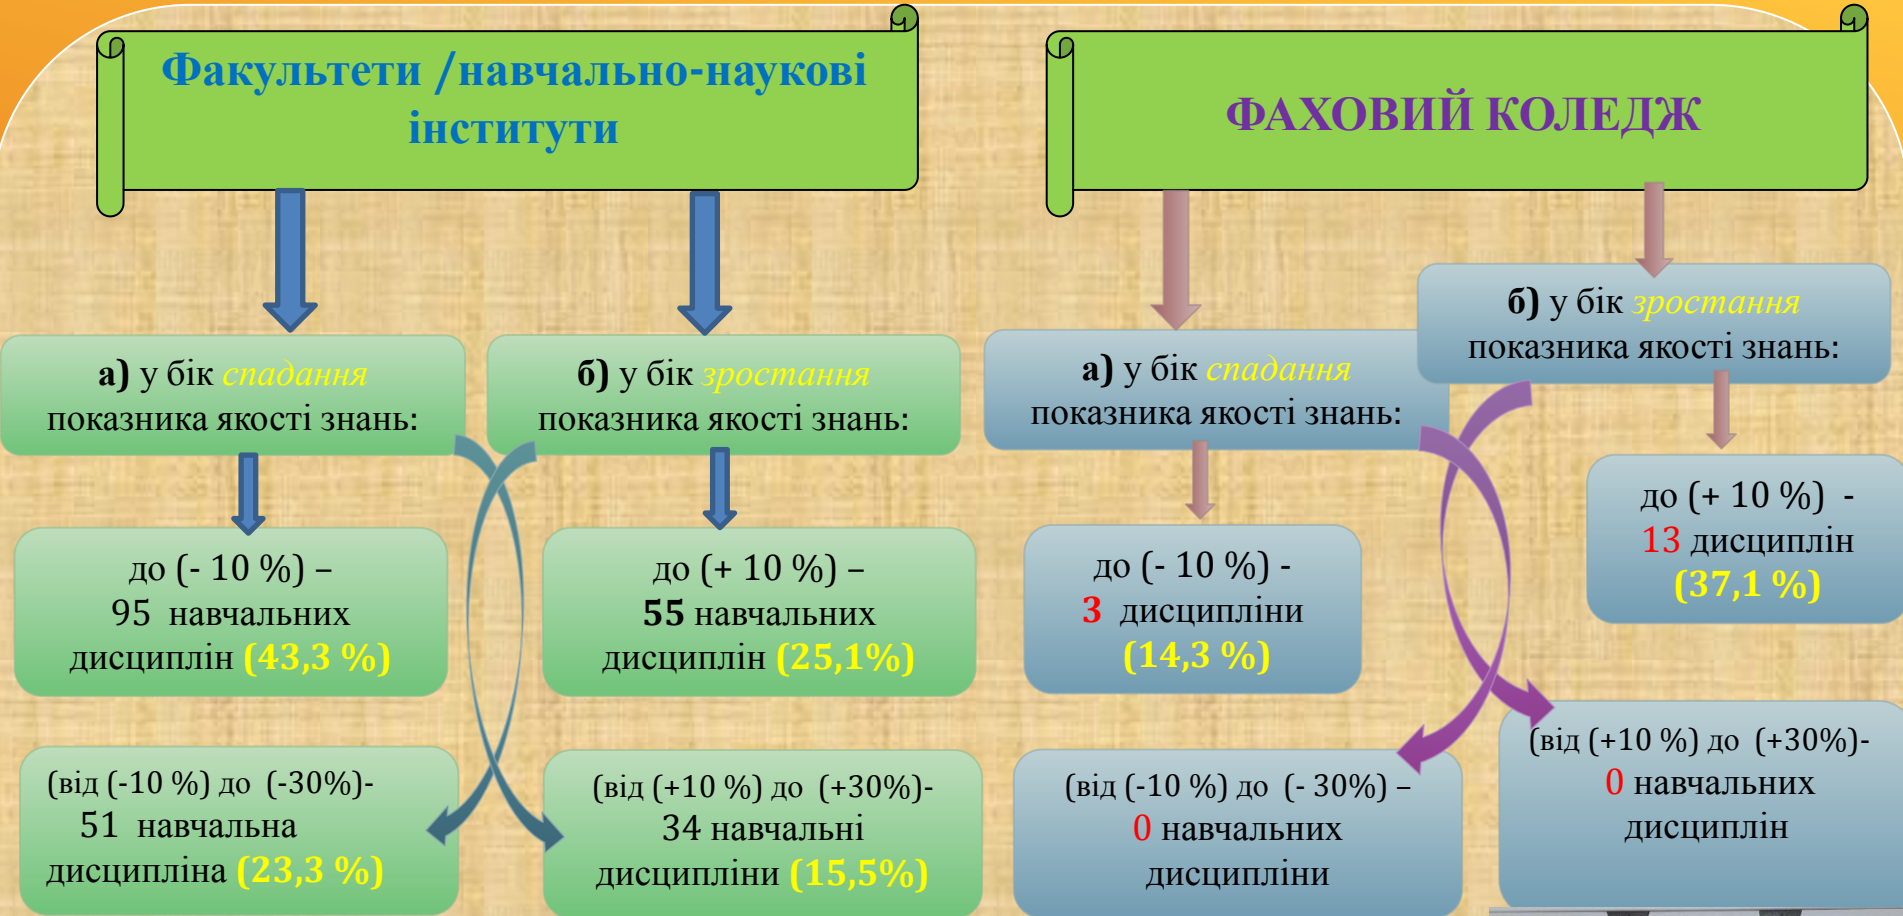 Факультети /навчально-наукові
інститути
ФАХОВИЙ КОЛЕДЖ
а) у бік спадання
показника якості знань:
б) у бік зростання
показника якості знань:
а) у бік спадання
показника якості знань:
б) у бік зростання
показника якості знань:
до (- 10 %) –
95 навчальних
дисциплін (43,3 %)
до (+ 10 %) –
55 навчальних
дисциплін (25,1%)
до (- 10 %) -
3 дисципліни
(14,3 %)
до (+ 10 %) -
13 дисциплін
(37,1 %)
(від (-10 %) до (-30%)-
51 навчальна
дисципліна (23,3 %)
(від (+10 %) до (+30%)-
34 навчальні
дисципліни (15,5%)
(від (-10 %) до (- 30%) –
0 навчальних
дисципліни
(від (+10 %) до (+30%)-
0 навчальних
дисциплін